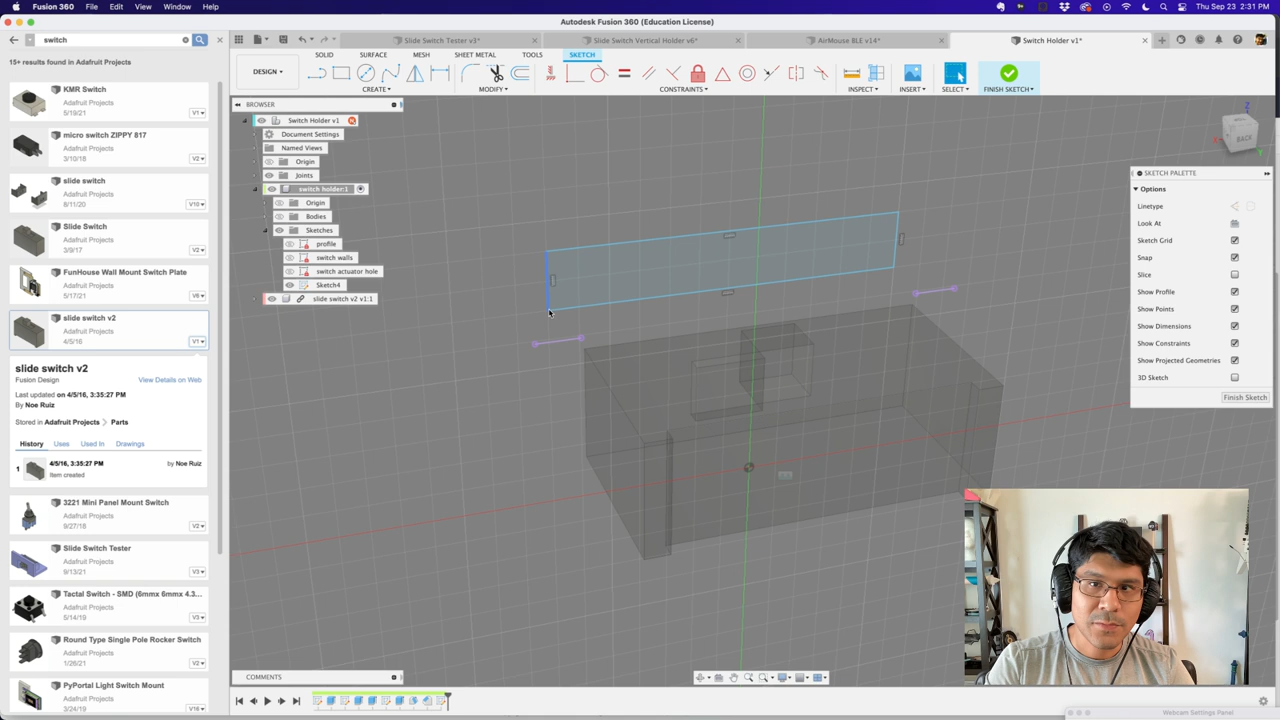 Fusion 360 File Edit View Window Help
Thu Sep 23 2:31 PM
Autodesk Fusion 360 (Education License)
switch
Slide Switch Tester v3*
Slide Switch Vertical Holder v6*
AirMouse BLE v14*
Switch Holder v1*
15+ results found in Adafruit Projects
SOLID SURFACE MESH SHEET METAL TOOLS SKETCH
DESIGN
CREATE MODIFY CONSTRAINTS INSPECT INSERT SELECT FINISH SKETCH
KMR Switch
Adafruit Projects
5/19/21 V1
micro switch ZIPPY 817
Adafruit Projects
3/10/18 V2
slide switch
Adafruit Projects
8/11/20 V10
Slide Switch
Adafruit Projects
3/9/17 V2
FunHouse Wall Mount Switch Plate
Adafruit Projects
5/17/21 V6
slide switch v2
Adafruit Projects
4/5/16 V1
slide switch v2
Fusion Design View Details on Web
Last updated on 4/5/16, 3:35:27 PM
By Noe Ruiz
Stored in Adafruit Projects > Parts
History Uses Used In Drawings
1 4/5/16, 3:35:27 PM by Noe Ruiz
Item created
3221 Mini Panel Mount Switch
Adafruit Projects
9/27/18 V2
Slide Switch Tester
Adafruit Projects
9/13/21 V3
Tactal Switch - SMD (6mmx 6mmx 4.3...
Adafruit Projects
5/14/19 V3
Round Type Single Pole Rocker Switch
Adafruit Projects
1/26/21 V2
PyPortal Light Switch Mount
Adafruit Projects
3/24/19
BROWSER
Switch Holder v1
Document Settings
Named Views
Origin
Joints
switch holder:1
Origin
Bodies
Sketches
profile
switch walls
switch actuator hole
Sketch4
slide switch v2 v1:1
BACK
Z
X
Y
SKETCH PALETTE
Options
Linetype
Look At
Sketch Grid
Snap
Slice
Show Profile
Show Points
Show Dimensions
Show Constraints
Show Projected Geometries
3D Sketch
Finish Sketch
COMMENTS
Webcam Settings Panel